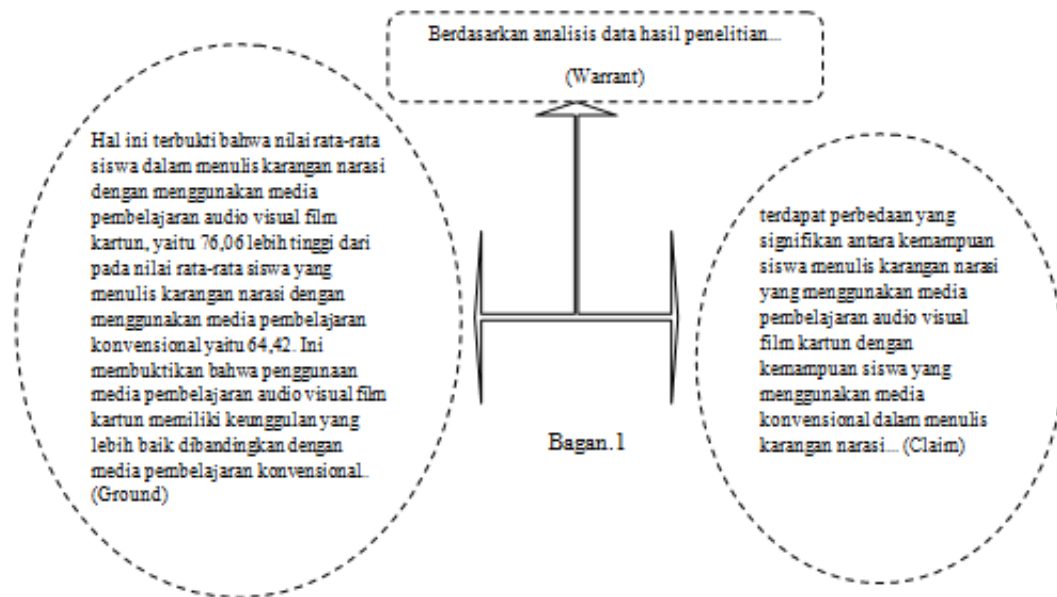 Berdasarkan analisis data hasil penelitian...
(Warrant)
Hal ini terbukti bahwa nilai rata-rata
siswa dalam menulis karangan narasi
dengan menggunakan media
pembelajaran audio visual film
kartun, yaitu 76,06 lebih tinggi dari
pada nilai rata-rata siswa yang
menulis karangan narasi dengan
menggunakan media pembelajaran
konvensional yaitu 64,42. Ini
membuktikan bahwa penggunaan
media pembelajaran audio visual film
kartun memiliki keunggulan yang
lebih baik dibandingkan dengan
media pembelajaran konvensional..
(Ground)
terdapat perbedaan yang
signifikan antara kemampuan
siswa menulis karangan narasi
yang menggunakan media
pembelajaran audio visual
film kartun dengan
kemampuan siswa yang
menggunakan media
konvensional dalam menulis
karangan narasi... (Claim)
Bagan.1